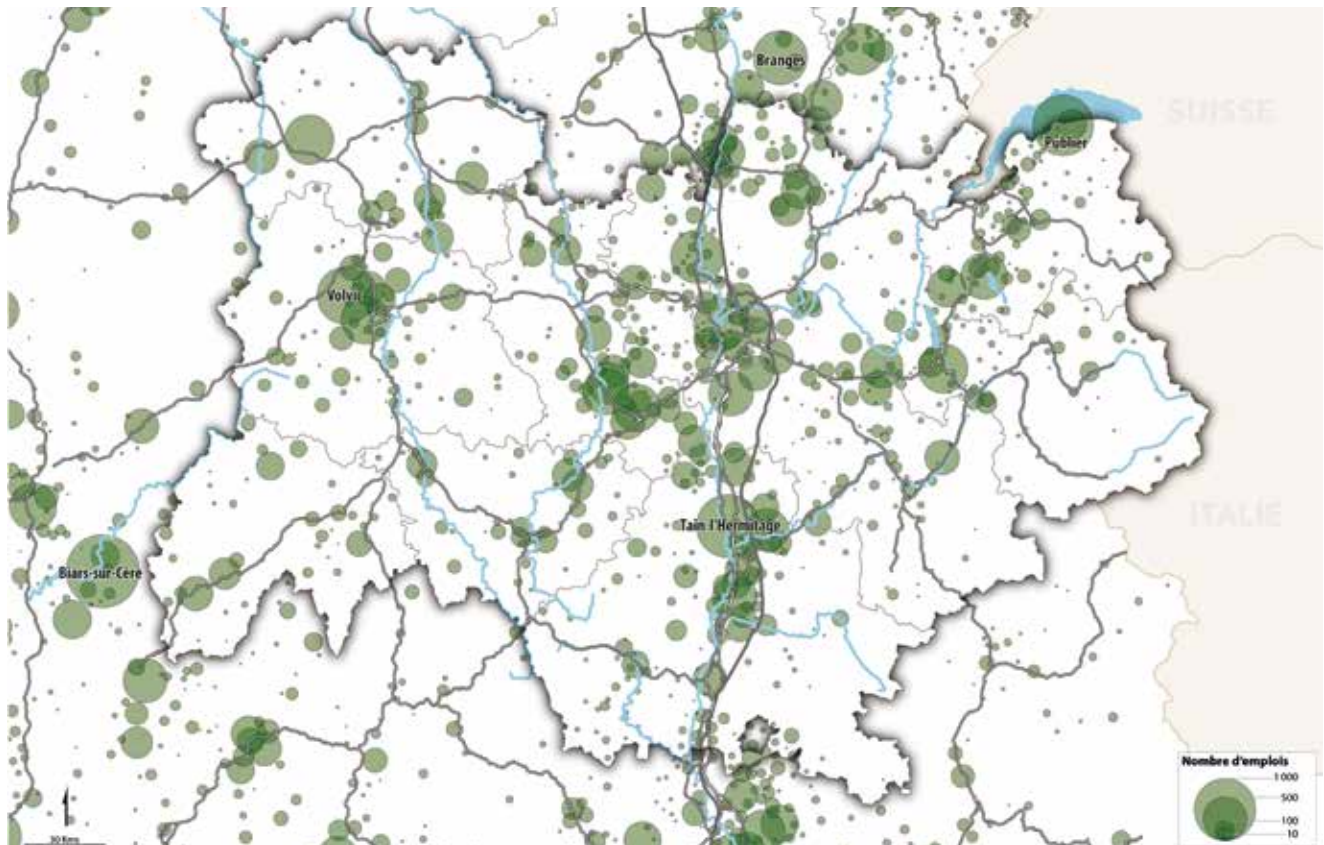 Branges
SUISSE
Publier
Volvic
Tain l'Hermitage
ITALIE
Biars-sur-Cère
Nombre d'emplois
1 000
500
100
10
30 Kms